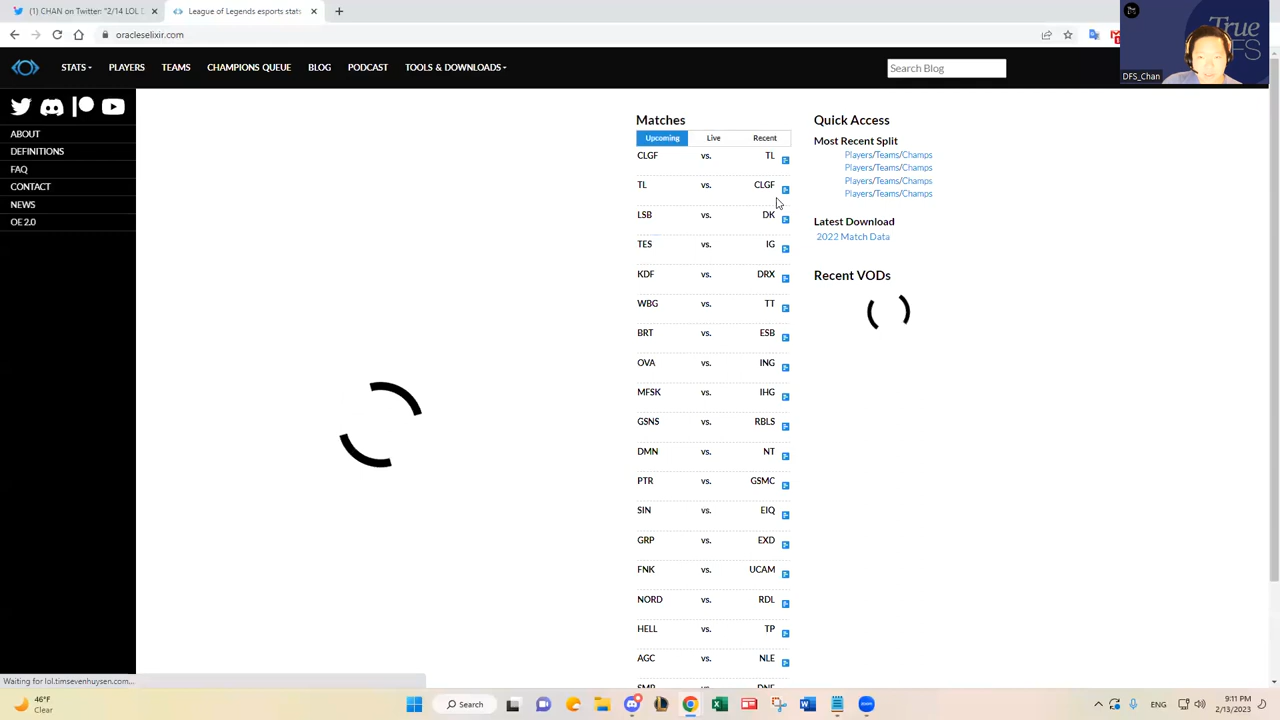 (1) CHAN on Twitter: "2/14 LOL
League of Legends esports stats
oracleselixir.com
STATS
PLAYERS
TEAMS
CHAMPIONS QUEUE
BLOG
PODCAST
TOOLS & DOWNLOADS
Search Blog
True
DFS_Chan
ABOUT
DEFINITIONS
FAQ
CONTACT
NEWS
OE 2.0
Matches
Upcoming
Live
Recent
CLGF vs. TL
TL vs. CLGF
LSB vs. DK
TES vs. IG
KDF vs. DRX
WBG vs. TT
BRT vs. ESB
OVA vs. ING
MFSK vs. IHG
GSNS vs. RBLS
DMN vs. NT
PTR vs. GSMC
SIN vs. EIQ
GRP vs. EXD
FNK vs. UCAM
NORD vs. RDL
HELL vs. TP
AGC vs. NLE
Quick Access
Most Recent Split
Players/Teams/Champs
Players/Teams/Champs
Players/Teams/Champs
Players/Teams/Champs
Latest Download
2022 Match Data
Recent VODs
Waiting for lol.timsevenhuysen.com...
46°F
Clear
Search
ENG
9:11 PM
2/13/2023